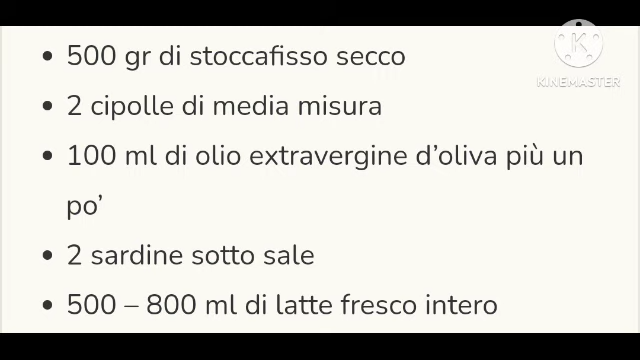 • 500 gr di stoccafisso secco
• 2 cipolle di media misura
• 100 ml di olio extravergine d’oliva più un
po’
• 2 sardine sotto sale
• 500 – 800 ml di latte fresco intero
K
KINEMASTER